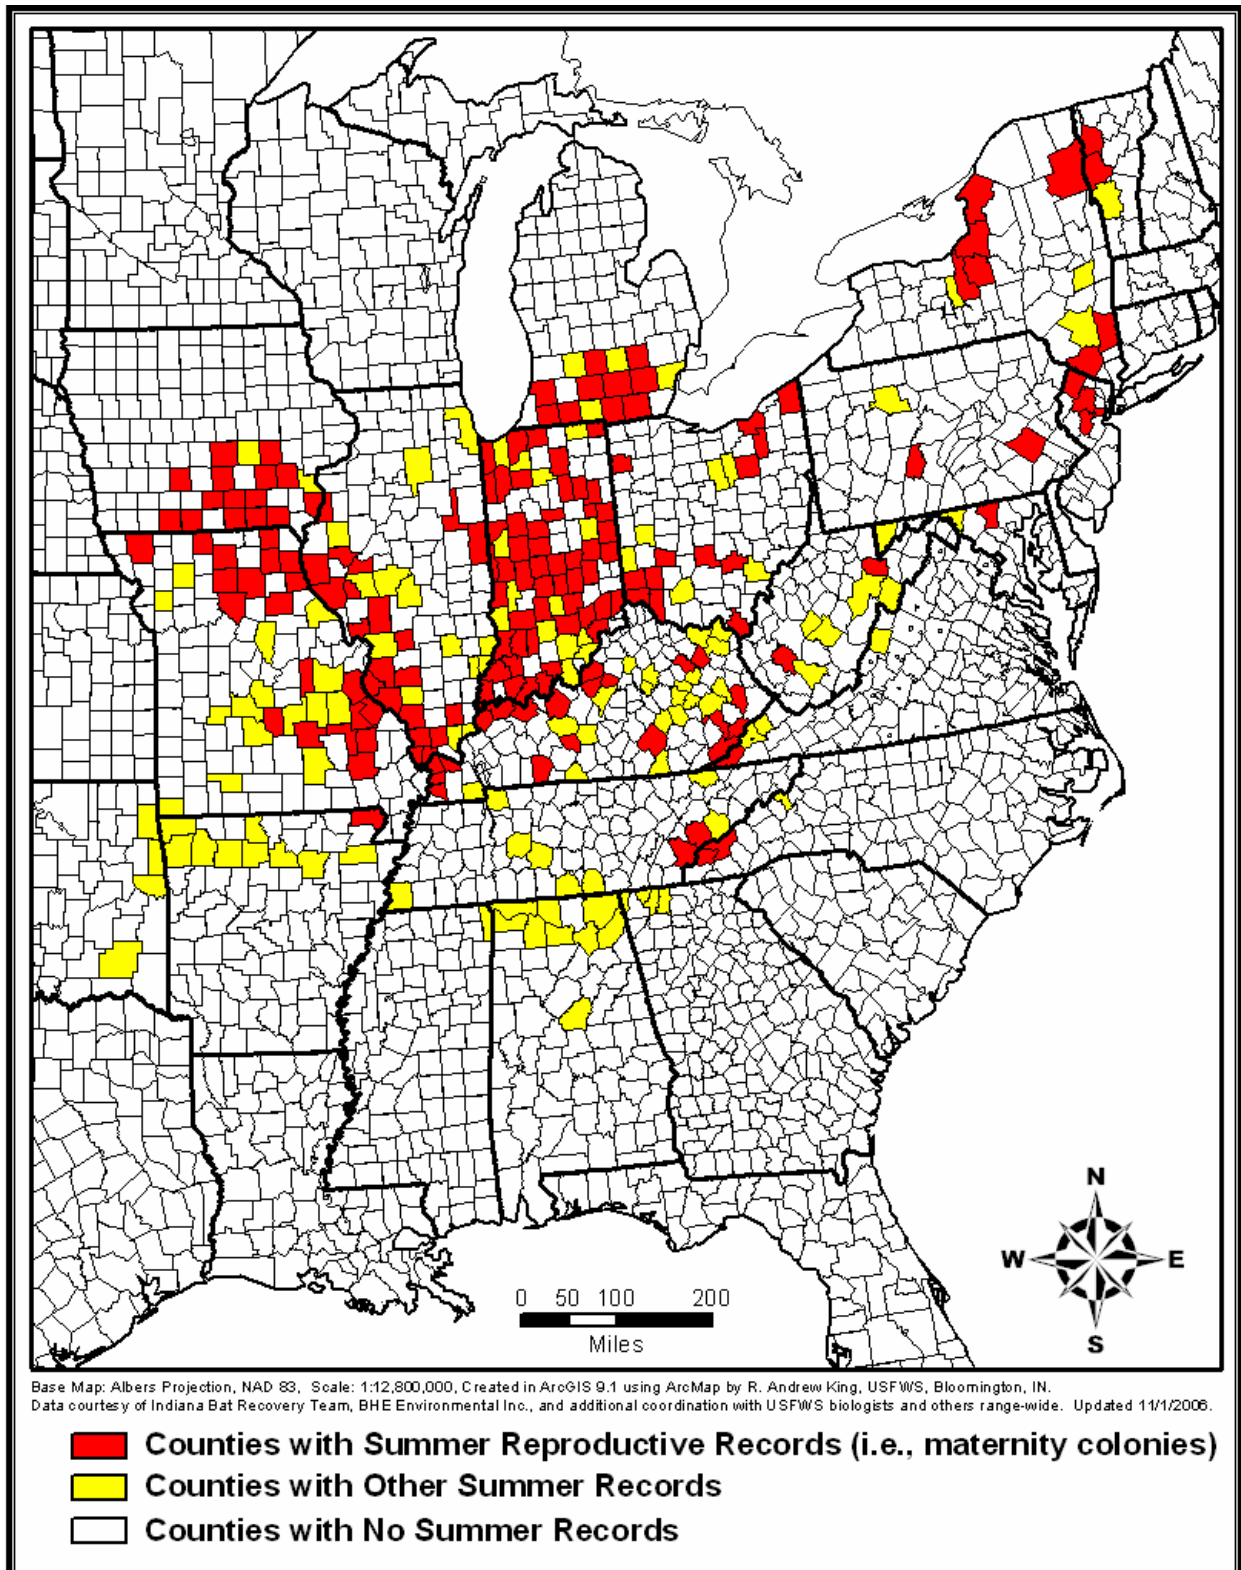 N
W E
S
0 50 100 200
Miles
Base Map: Albers Projection, NAD 83, Scale: 1:12,800,000, Created in ArcGIS 9.1 using ArcMap by R. Andrew King, USFWS, Bloomington, IN.
Data courtesy of Indiana Bat Recovery Team, BHE Environmental Inc., and additional coordination with USFWS biologists and others range-wide. Updated 11/1/2006.
Counties with Summer Reproductive Records (i.e., maternity colonies)
Counties with Other Summer Records
Counties with No Summer Records